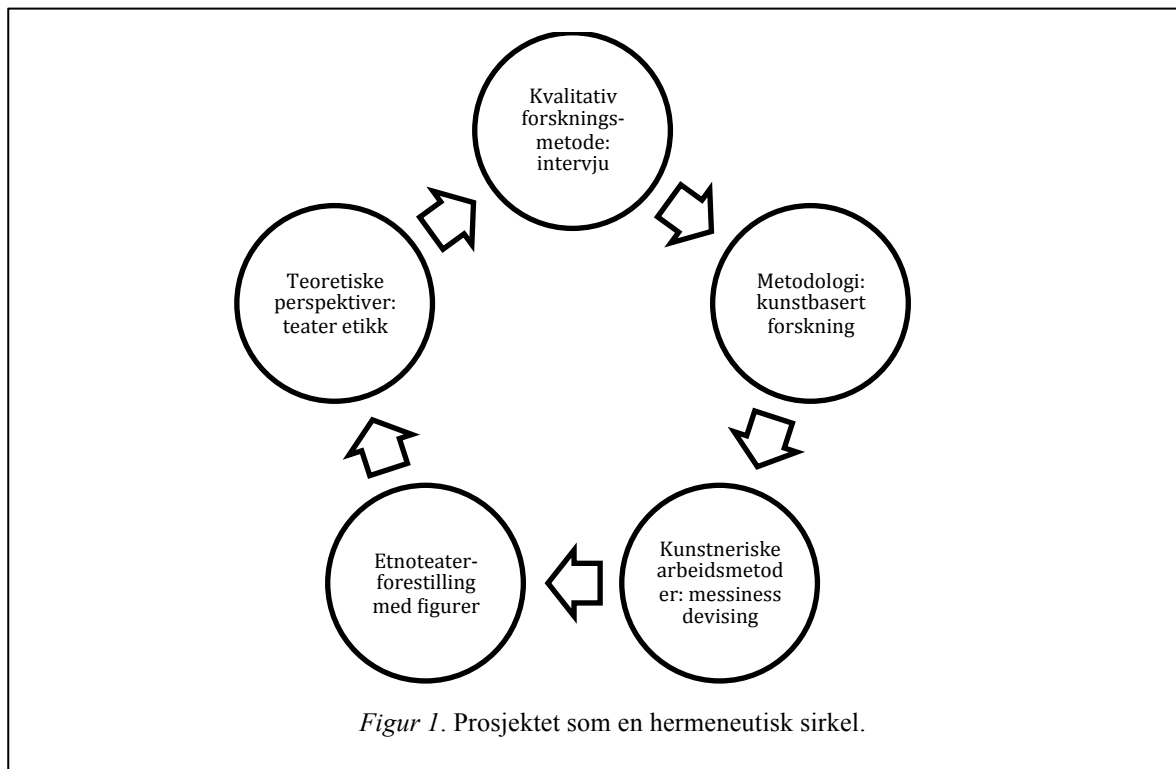 Kvalitativ
forsknings-
metode:
intervju
Metodologi:
kunstbasert
forskning
Kunstneriske
arbeidsmetod
er: messiness
devising
Etnoteater-
forestilling
med figurer
Teoretiske
perspektiver:
teater etikk
Figur 1. Prosjektet som en hermeneutisk sirkel.